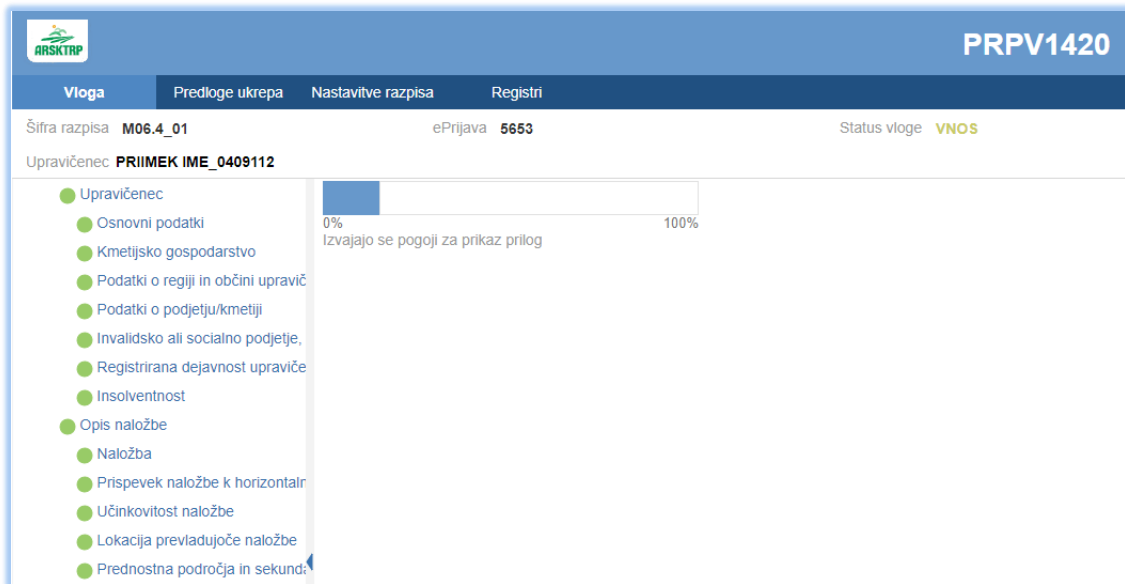 ARSKTRP
PRPV1420
Vloga Predloge ukrepa Nastavitve razpisa Registri
Šifra razpisa M06.4_01 ePrijava 5653 Status vloge VNOS
Upravičenec PRIIMEK IME_0409112
Upravičenec
Osnovni podatki
Kmetijsko gospodarstvo
Podatki o regiji in občini upravič
Podatki o podjetju/kmetiji
Invalidsko ali socialno podjetje,
Registrirana dejavnost upraviče
Insolventnost
Opis naložbe
Naložba
Prispevek naložbe k horizontaln
Učinkovitost naložbe
Lokacija prevladujoče naložbe
Prednostna področja in sekunda
0% 100%
Izvajajo se pogoji za prikaz prilog